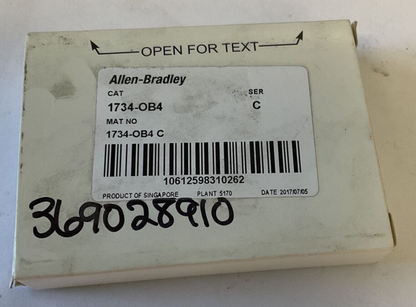 OPEN FOR TEXT
Allen-Bradley
CAT SER
1734-OB4 C
MAT NO
1734-OB4 C
10612598310262
PRODUCT OF SINGAPORE PLANT 5170 DATE 2017/07/05
369028910